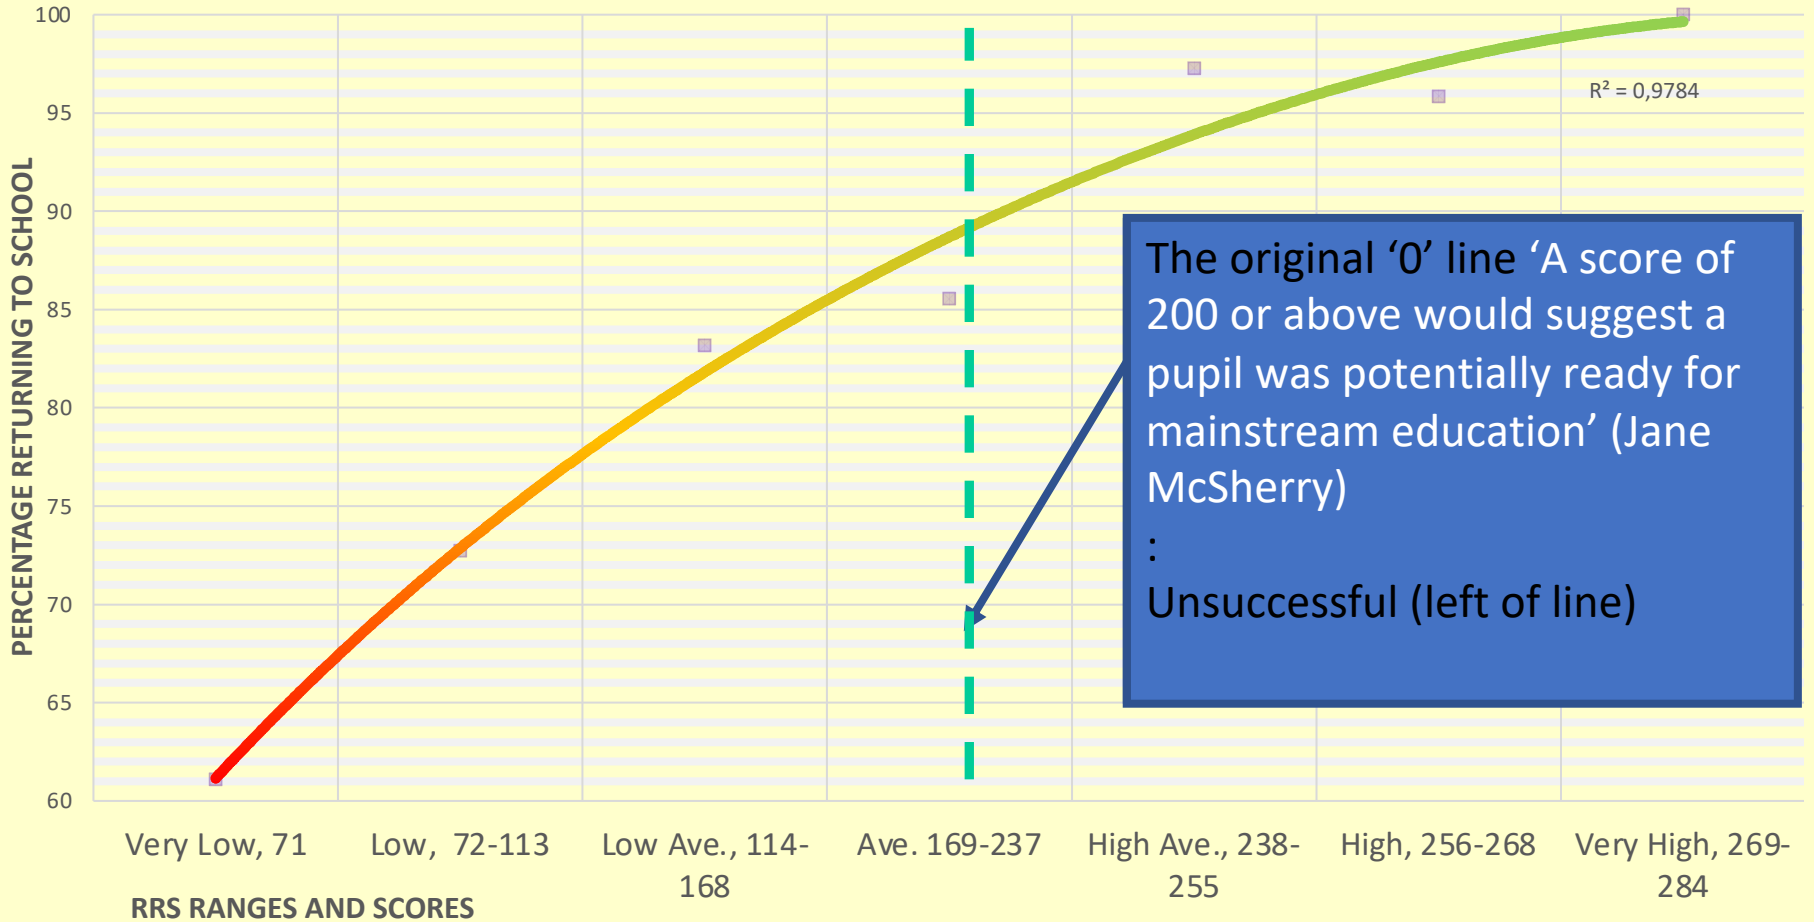 100
95
90
85
80
75
70
65
60
PERCENTAGE RETURNING TO SCHOOL
R² = 0,9784
The original ‘0’ line ‘A score of
200 or above would suggest a
pupil was potentially ready for
mainstream education’ (Jane
McSherry)
:
Unsuccessful (left of line)
Very Low, 71
Low, 72-113
Low Ave., 114-
168
Ave. 169-237
High Ave., 238-
255
High, 256-268
Very High, 269-
284
RRS RANGES AND SCORES